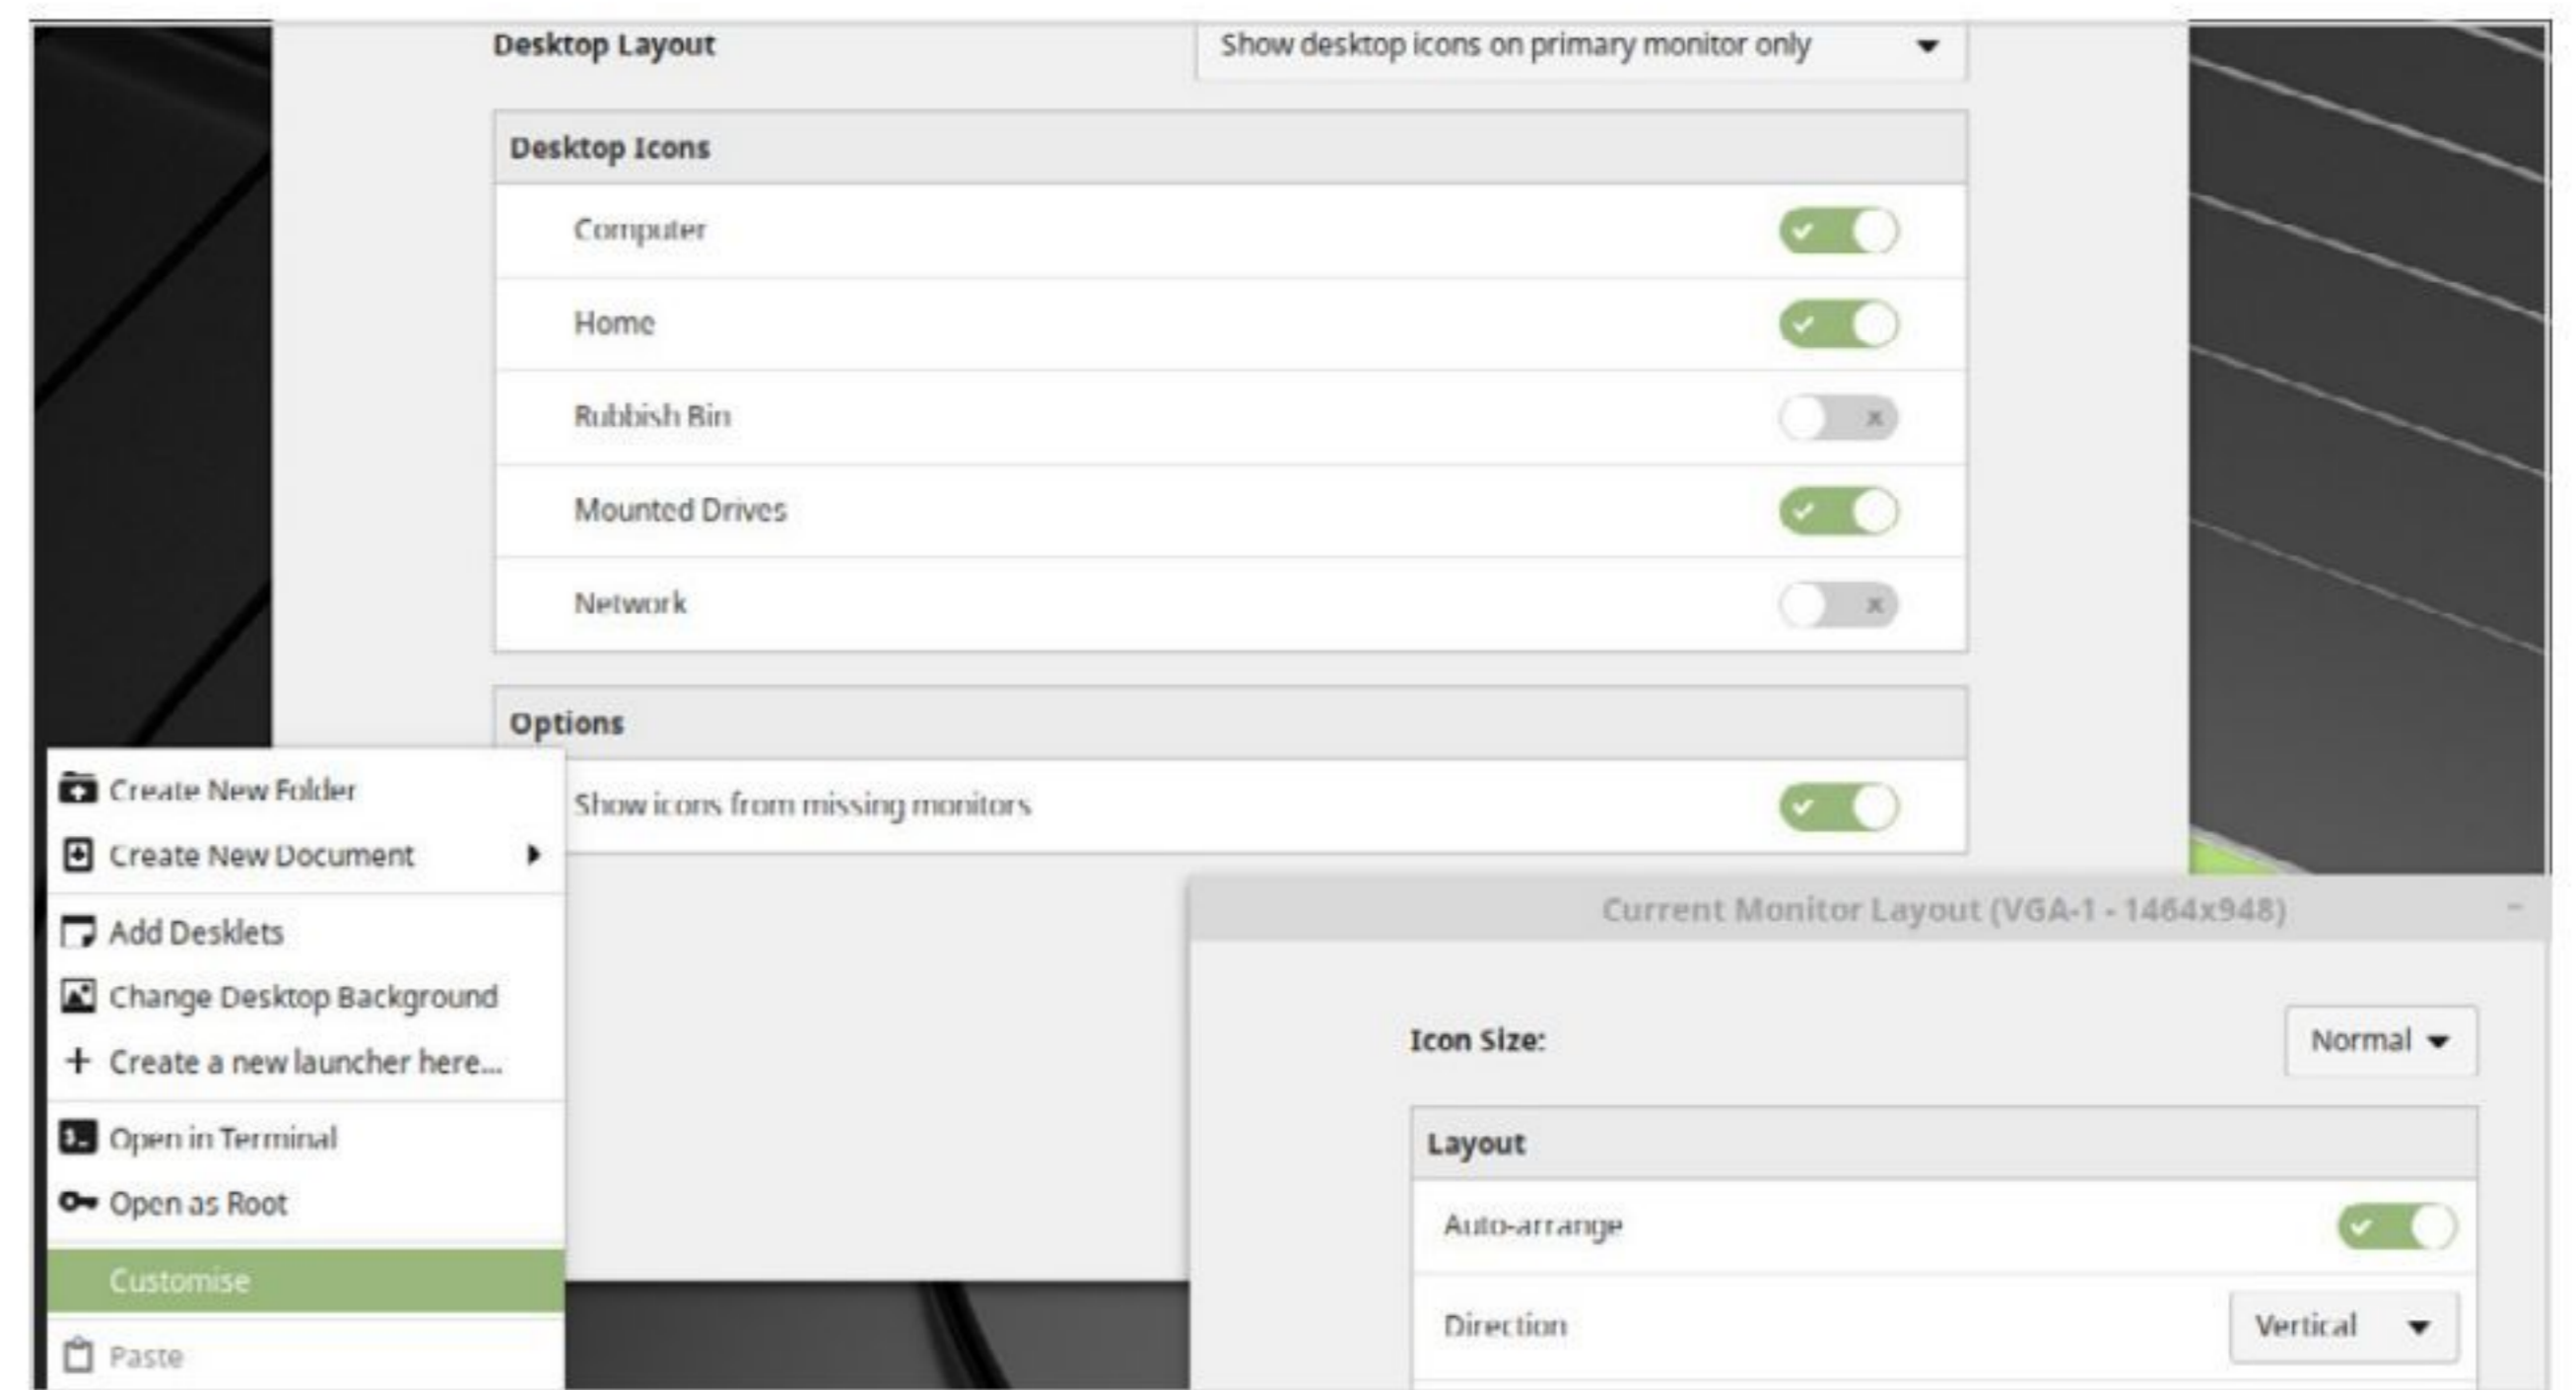 Desktop Layout Show desktop icons on primary monitor only
Desktop Icons
Computer
Home
Rubbish Bin
Mounted Drives
Network
Options
Show icons from missing monitors
Create New Folder
Create New Document
Add Desklets
Change Desktop Background
Create a new launcher here...
Open in Terminal
Open as Root
Customise
Paste
Current Monitor Layout (VGA-1 - 1464x948)
Icon Size: Normal
Layout
Auto-arrange
Direction Vertical